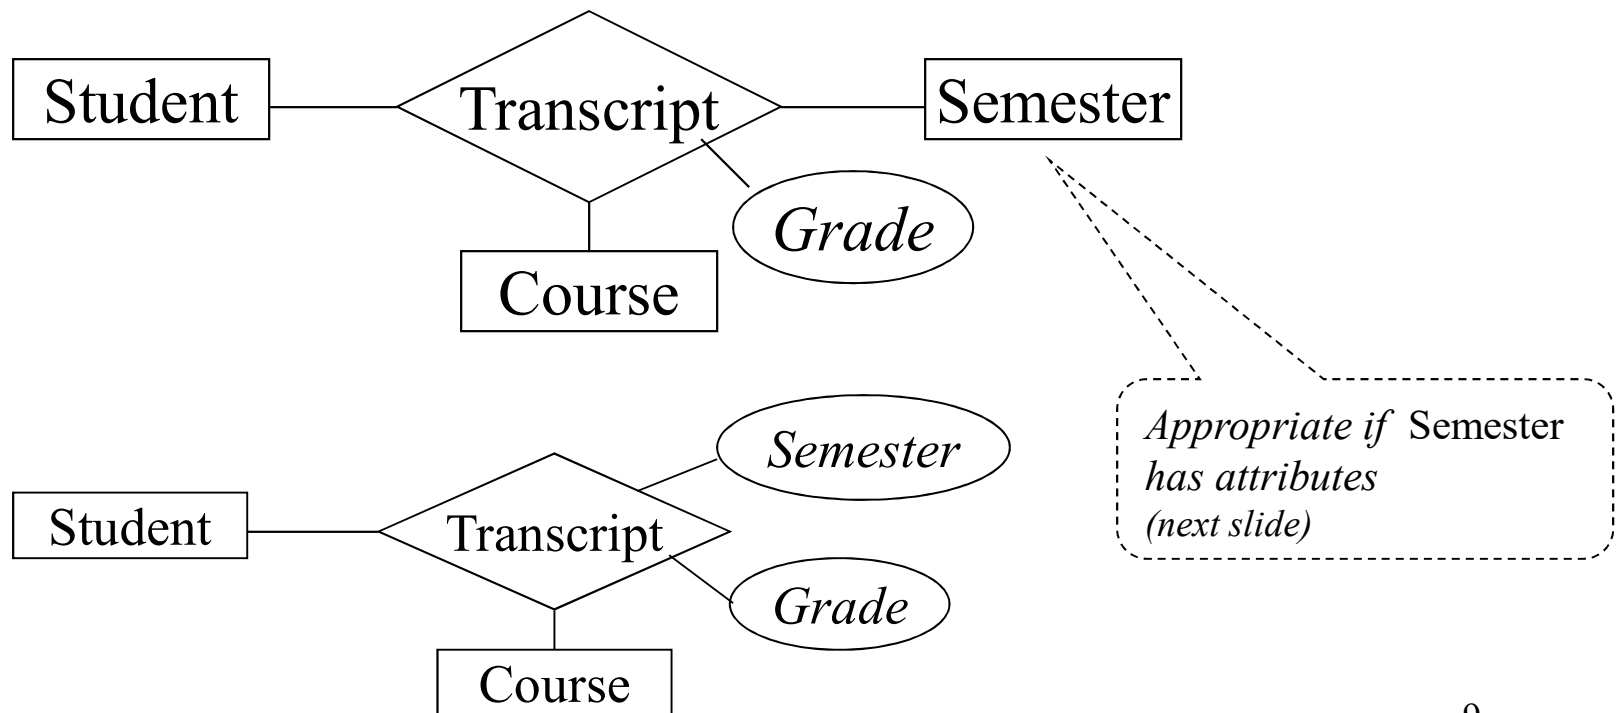 Student
Transcript
Semester
Grade
Course
Appropriate if Semester
has attributes
(next slide)
Semester
Student
Transcript
Grade
Course